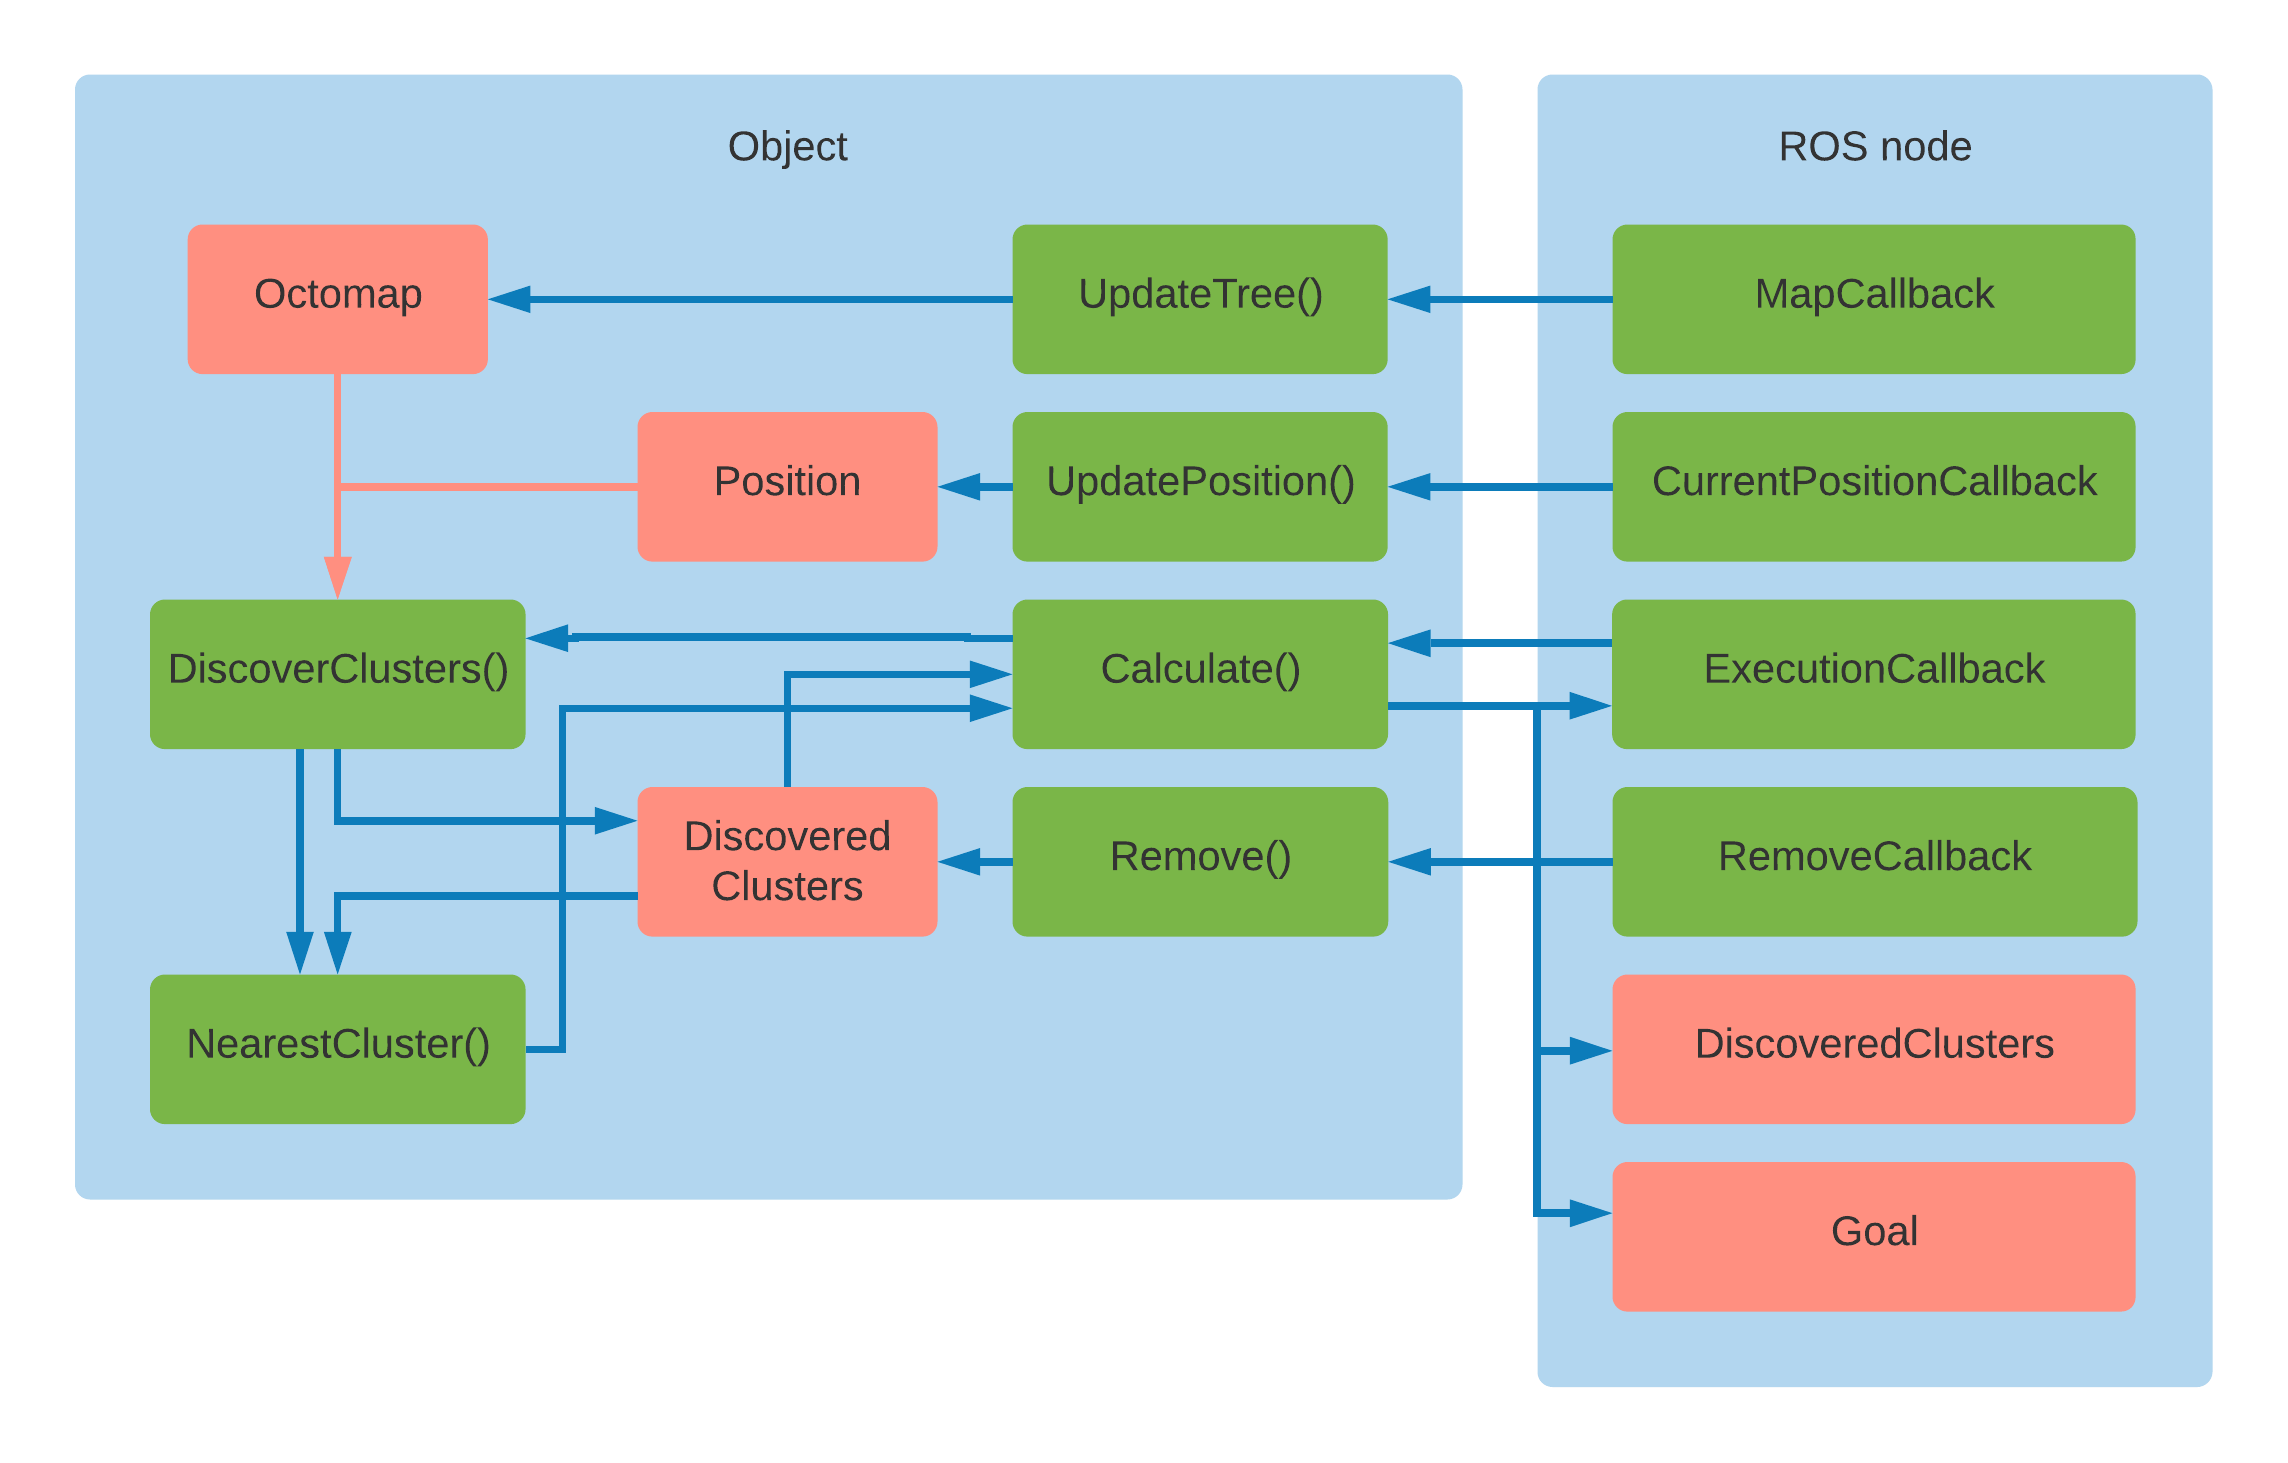 Object
ROS node
Octomap
UpdateTree()
MapCallback
Position
UpdatePosition()
CurrentPositionCallback
DiscoverClusters()
Calculate()
ExecutionCallback
Discovered
Clusters
Remove()
RemoveCallback
NearestCluster()
DiscoveredClusters
Goal